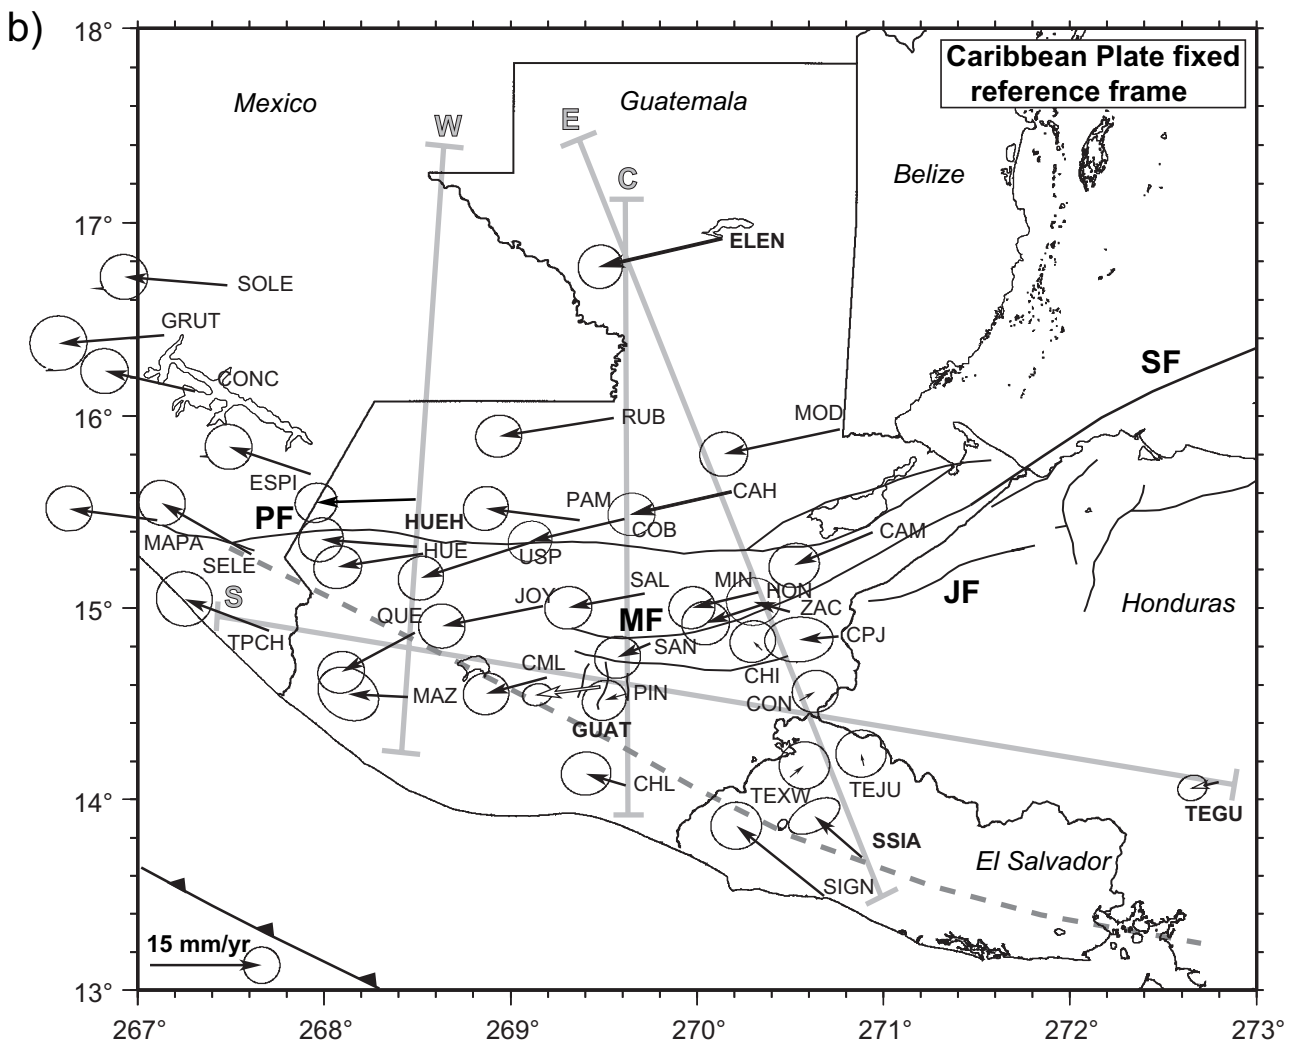 b)
18°
Caribbean Plate fixed
reference frame
Mexico
Guatemala
W
E
C
Belize
17°
ELEN
SOLE
GRUT
CONC
SF
16°
RUB
MOD
ESPI
PF
HUEH
PAM
CAH
COB
MAPA
SELE
HUE
USP
CAM
15°
S
TPCH
QUE
JOY
SAL
MF
MIN
HON
ZAC
JF
Honduras
SAN
CPJ
CHI
CML
MAZ
PIN
CON
GUAT
14°
CHL
TEXW
TEJU
TEGU
SSIA
El Salvador
SIGN
15 mm/yr
13°
267°
268°
269°
270°
271°
272°
273°